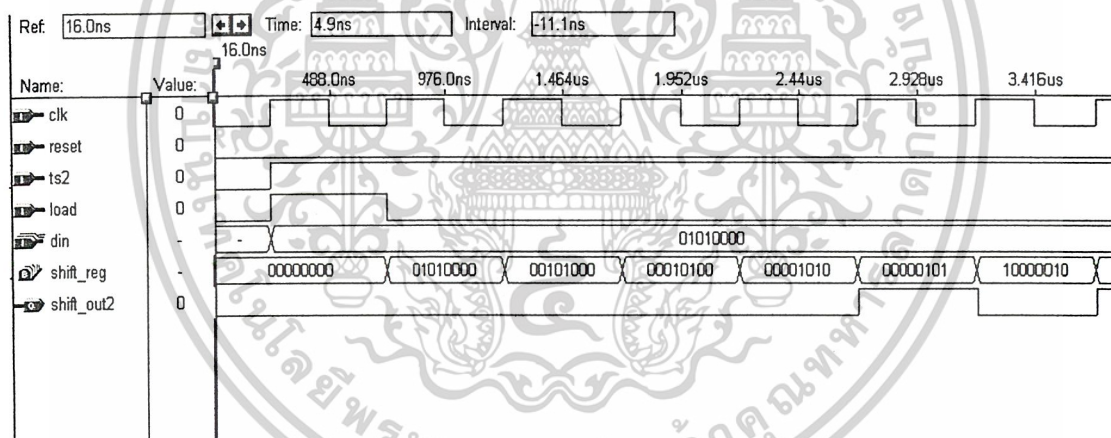 Ref: 16.0ns Time: 4.9ns Interval: -11.1ns
16.0ns
Name: Value: 488.0ns 976.0ns 1.464us 1.952us 2.44us 2.928us 3.416us
clk 0
reset 0
ts2 0
load 0
din - - 01010000
shift_reg - 00000000 01010000 00101000 00010100 000001010 00000101 10000010
shift_out2 0